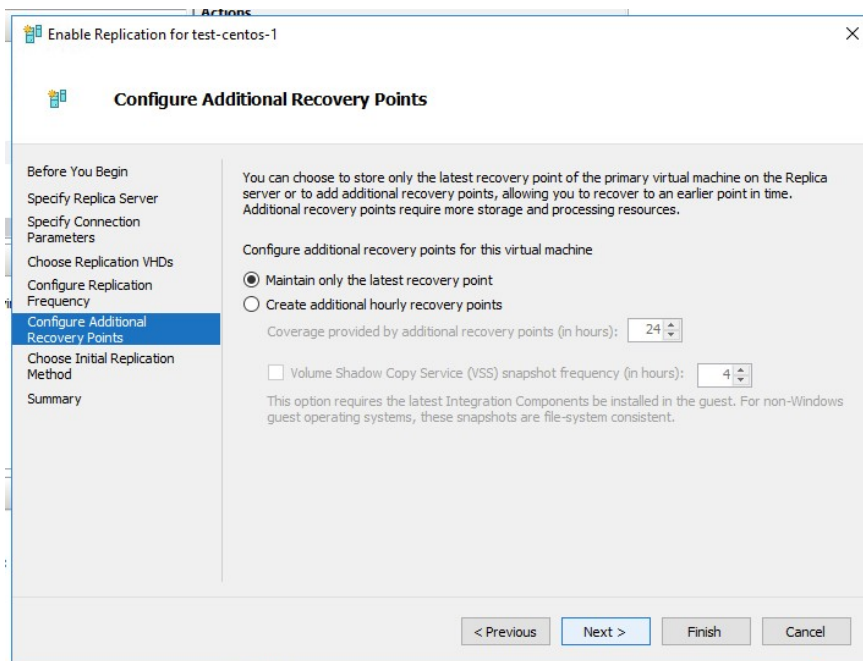 Actions
Enable Replication for test-centos-1
Configure Additional Recovery Points
Before You Begin
Specify Replica Server
Specify Connection
Parameters
Choose Replication VHDs
Configure Replication
Frequency
Configure Additional
Recovery Points
Choose Initial Replication
Method
Summary
You can choose to store only the latest recovery point of the primary virtual machine on the Replica
server or to add additional recovery points, allowing you to recover to an earlier point in time.
Additional recovery points require more storage and processing resources.
Configure additional recovery points for this virtual machine
Maintain only the latest recovery point
Create additional hourly recovery points
Coverage provided by additional recovery points (in hours): 24
Volume Shadow Copy Service (VSS) snapshot frequency (in hours): 4
This option requires the latest Integration Components be installed in the guest. For non-Windows
guest operating systems, these snapshots are file-system consistent.
< Previous Next > Finish Cancel